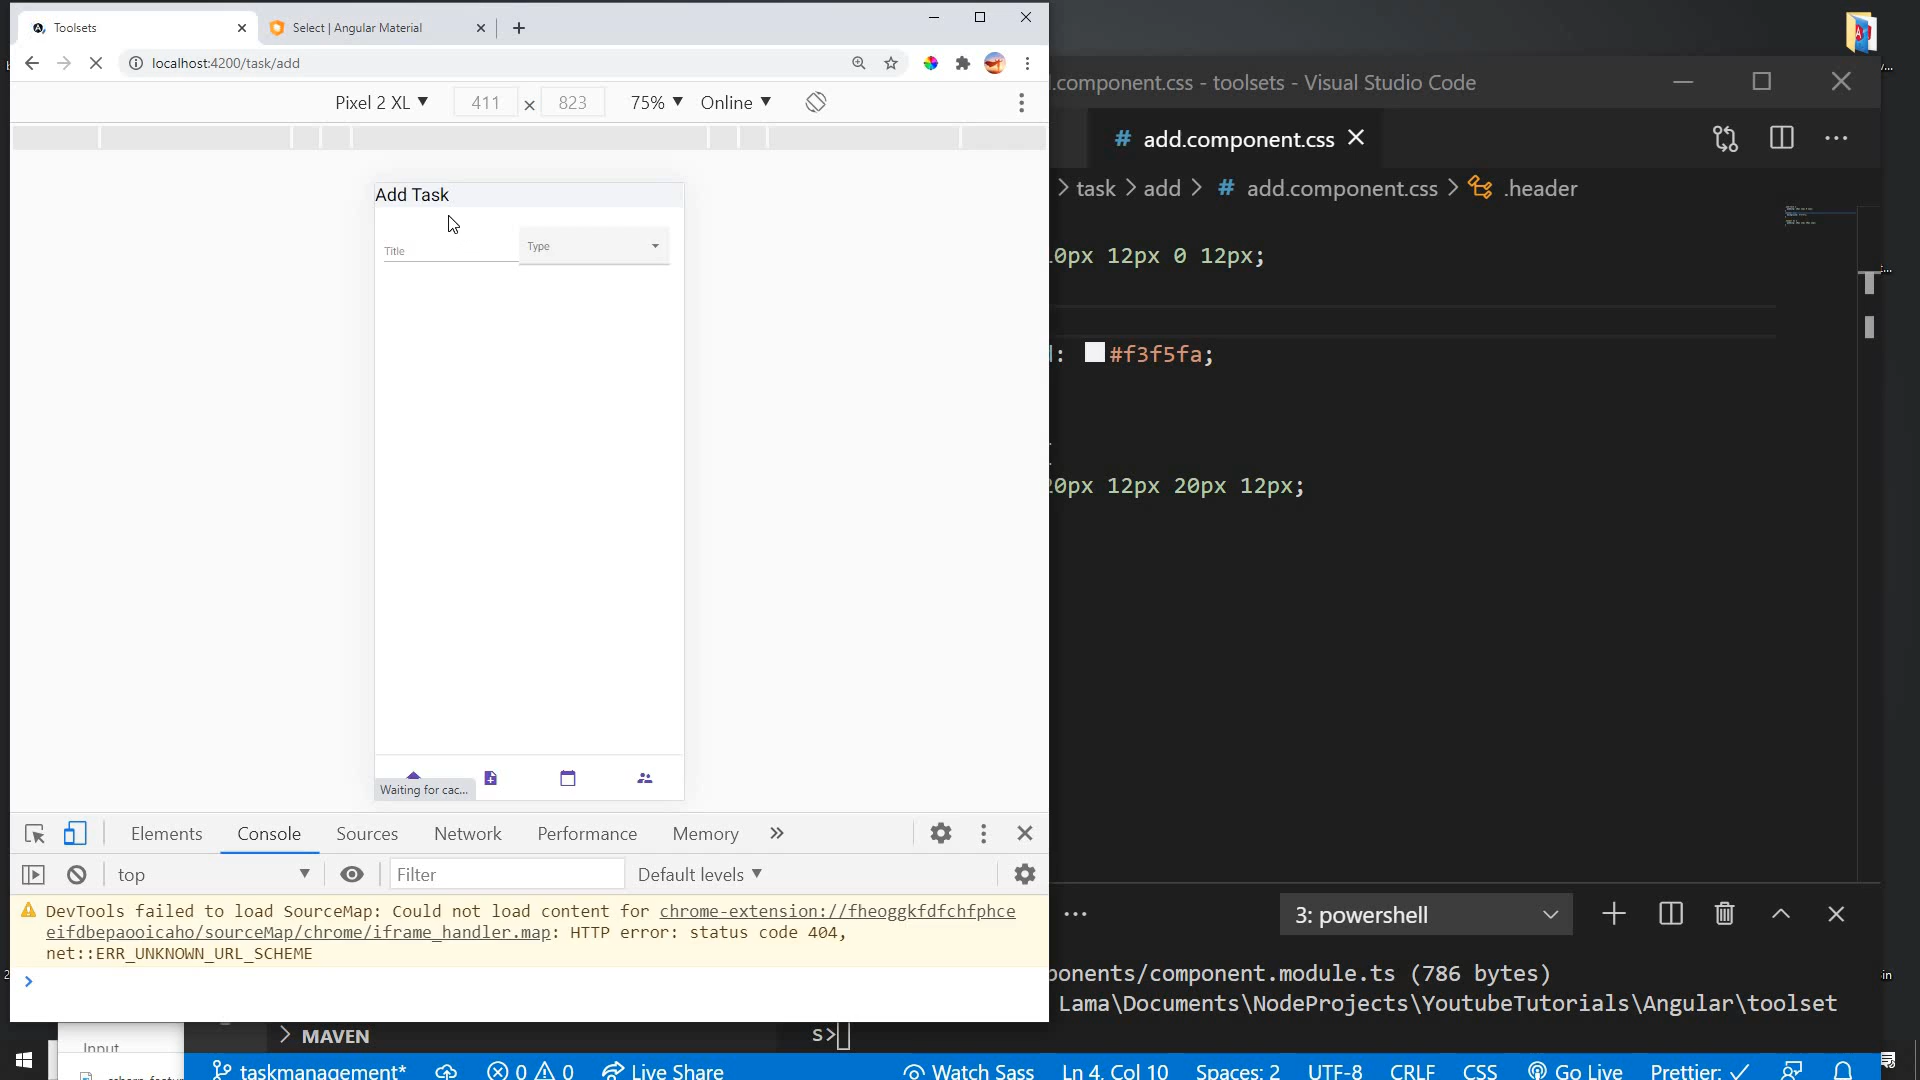 Toolsets
Select | Angular Material
localhost:4200/task/add
Pixel 2 XL
411
823
75%
Online
Add Task
Title
Type
Waiting for cac...
Elements
Console
Sources
Network
Performance
Memory
top
Filter
Default levels
DevTools failed to load SourceMap: Could not load content for chrome-extension://fheoggkfdfchfphce
eifdbepaooicaho/sourceMap/chrome/iframe_handler.map: HTTP error: status code 404,
net::ERR_UNKNOWN_URL_SCHEME
.component.css - toolsets - Visual Studio Code
# add.component.css
> task > add > # add.component.css > .header
0px 12px 0 12px;
: #f3f5fa;
20px 12px 20px 12px;
3: powershell
ponents/component.module.ts (786 bytes)
Lama\Documents\NodeProjects\YoutubeTutorials\Angular\toolset
s>
MAVEN
Input
taskmanagement*
0
0
Live Share
Watch Sass
Ln 4, Col 10
Spaces: 2
UTF-8
CRLF
CSS
Go Live
Prettier: ✓